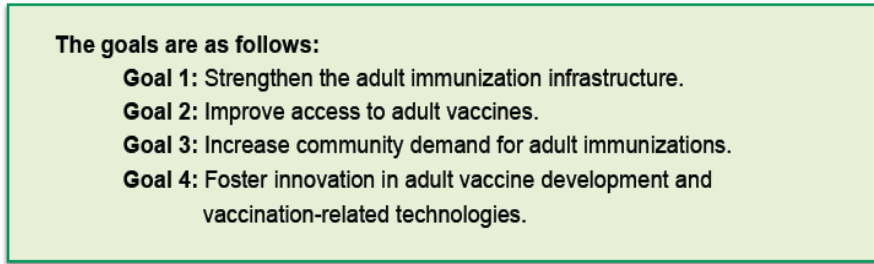 The goals are as follows:
Goal 1: Strengthen the adult immunization infrastructure.
Goal 2: Improve access to adult vaccines.
Goal 3: Increase community demand for adult immunizations.
Goal 4: Foster innovation in adult vaccine development and
vaccination-related technologies.